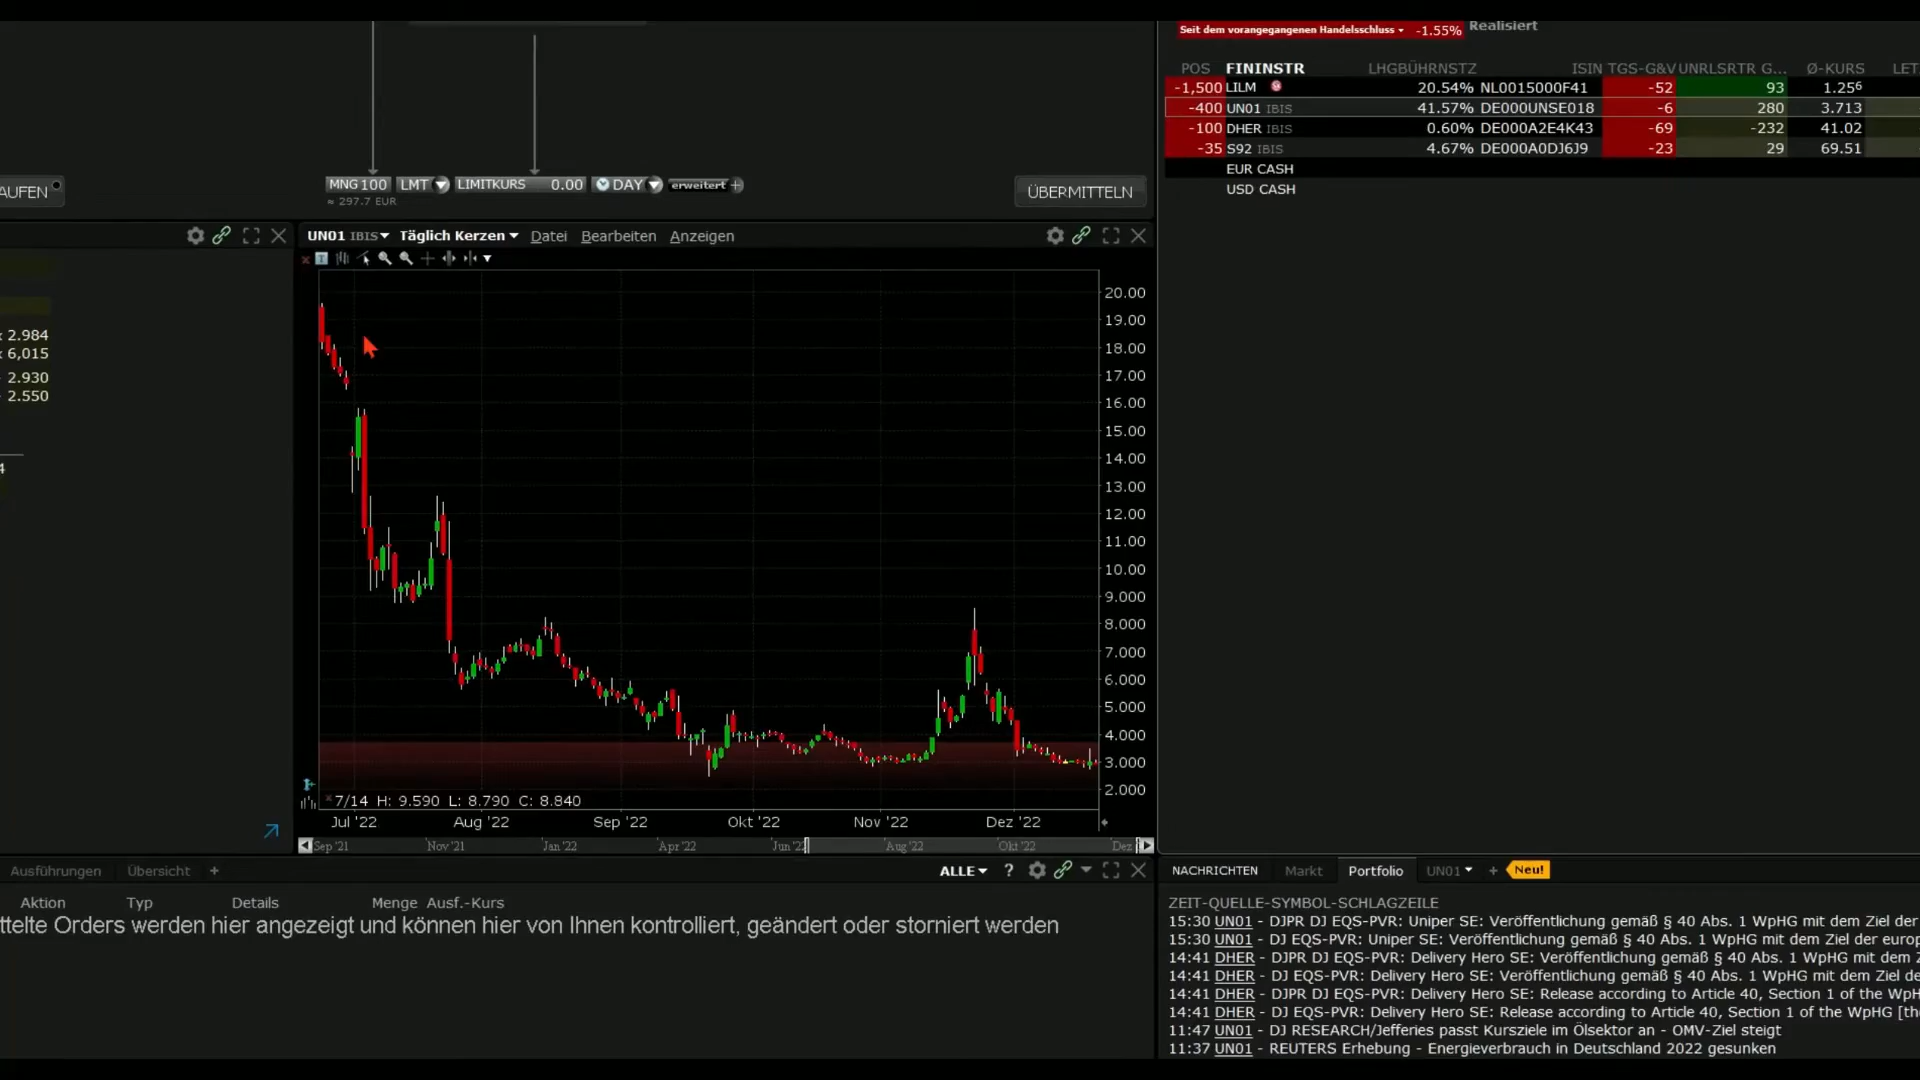 Seit dem vorangegangenen Handelsschluss -1.55% Realisiert
POS FININSTR LHGBÜHRNSTZ ISIN TGS-G&V UNRLSRTR G... Ø-KURS LET
-1,500 LILM 20.54% NL0015000F41 -52 93 1.25⁶
-400 UN01 IBIS 41.57% DE000UNSE018 -6 280 3.713
-100 DHER IBIS 0.60% DE000A2E4K43 -69 -232 41.02
-35 S92 IBIS 4.67% DE000A0DJ6J9 -23 29 69.51
EUR CASH
USD CASH
AUFEN
MNG 100 LMT LIMITKURS 0.00 DAY erweitert +
≈ 297.7 EUR
ÜBERMITTELN
x 2.984
x 6,015
2.930
2.550
4
UN01 IBIS Täglich Kerzen Datei Bearbeiten Anzeigen
20.00
19.00
18.00
17.00
16.00
15.00
14.00
13.00
12.00
11.00
10.00
9.000
8.000
7.000
6.000
5.000
4.000
3.000
2.000
7/14 H: 9.590 L: 8.790 C: 8.840
Jul '22 Aug '22 Sep '22 Okt '22 Nov '22 Dez '22
Sep '21 Nov '21 Jan '22 Apr '22 Jun '22 Aug '22 Okt '22 Dez
Ausführungen Übersicht +
ALLE ?
Aktion Typ Details Menge Ausf.-Kurs
ttelte Orders werden hier angezeigt und können hier von Ihnen kontrolliert, geändert oder storniert werden
NACHRICHTEN Markt Portfolio UN01 + Neu!
ZEIT-QUELLE-SYMBOL-SCHLAGZEILE
15:30 UN01 - DJPR DJ EQS-PVR: Uniper SE: Veröffentlichung gemäß § 40 Abs. 1 WpHG mit dem Ziel der
15:30 UN01 - DJ EQS-PVR: Uniper SE: Veröffentlichung gemäß § 40 Abs. 1 WpHG mit dem Ziel der europ
14:41 DHER - DJPR DJ EQS-PVR: Delivery Hero SE: Veröffentlichung gemäß § 40 Abs. 1 WpHG mit dem Z
14:41 DHER - DJ EQS-PVR: Delivery Hero SE: Veröffentlichung gemäß § 40 Abs. 1 WpHG mit dem Ziel de
14:41 DHER - DJPR DJ EQS-PVR: Delivery Hero SE: Release according to Article 40, Section 1 of the WpH
14:41 DHER - DJ EQS-PVR: Delivery Hero SE: Release according to Article 40, Section 1 of the WpHG [th
11:47 UN01 - DJ RESEARCH/Jefferies passt Kursziele im Ölsektor an - OMV-Ziel steigt
11:37 UN01 - REUTERS Erhebung - Energieverbrauch in Deutschland 2022 gesunken